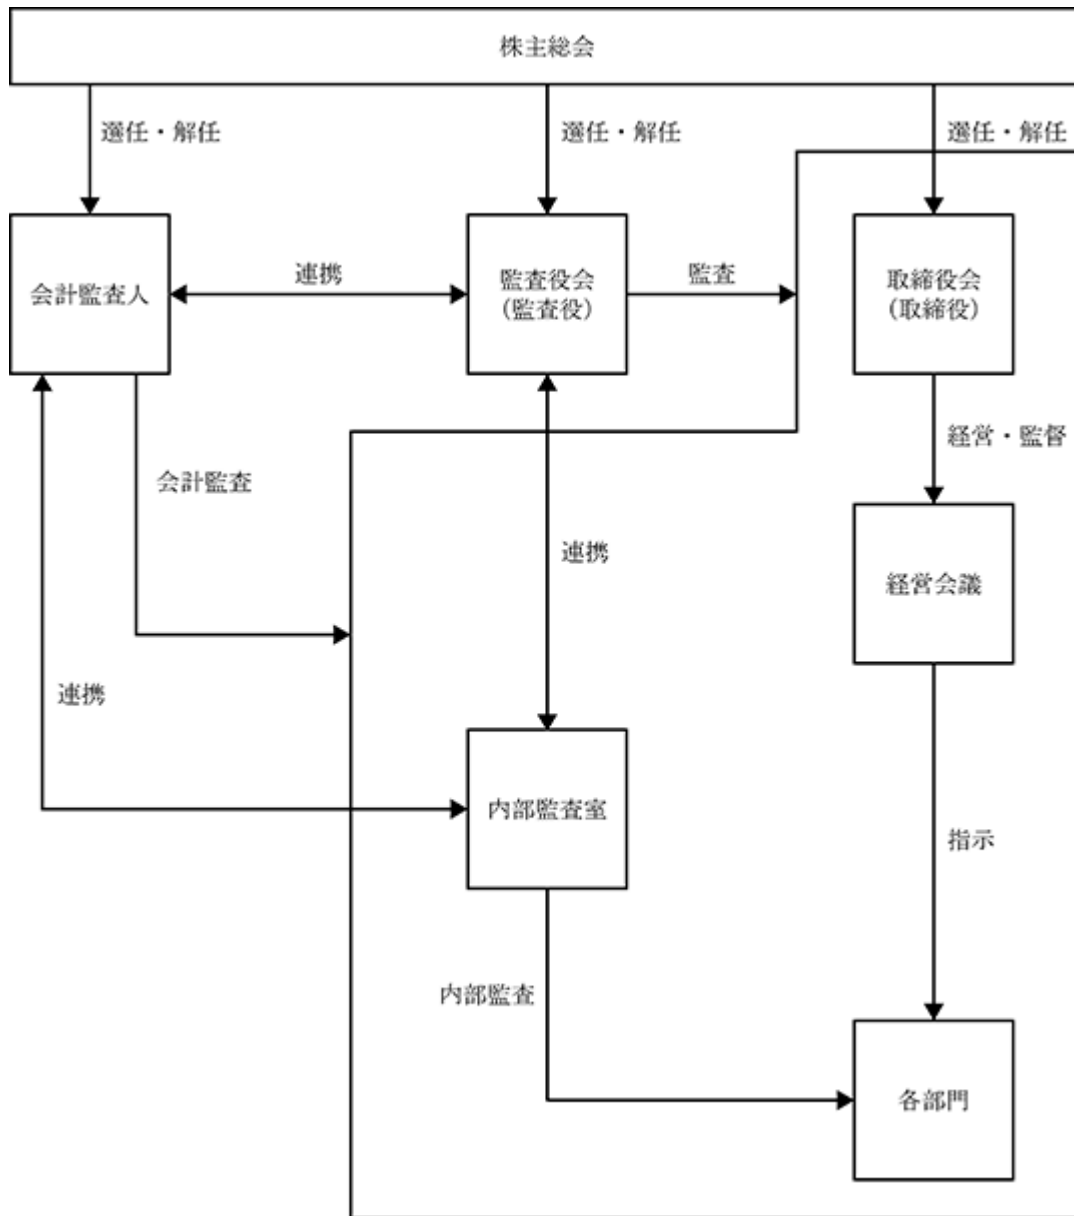 株主総会
選任・解任
選任・解任
選任・解任
会計監査人
連携
監査役会
(監査役)
監査
取締役会
(取締役)
経営・監督
会計監査
連携
経営会議
連携
内部監査室
指示
内部監査
各部門